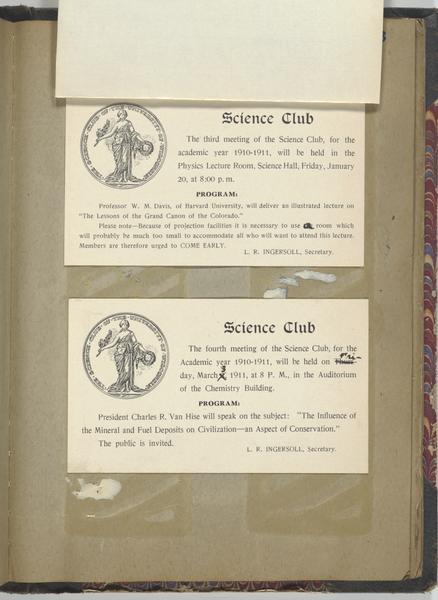 Science Club
The third meeting of the Science Club, for the
academic year 1910-1911, will be held in the
Physics Lecture Room, Science Hall, Friday, January
20, at 8:00 p. m.
PROGRAM:
Professor W. M. Davis, of Harvard University, will deliver an illustrated lecture on
"The Lessons of the Grand Canon of the Colorado."
Please note—Because of projection facilities it is necessary to use a room which
will probably be much too small to accommodate all who will want to attend this lecture.
Members are therefore urged to COME EARLY.
L. R. INGERSOLL, Secretary.
Science Club
The fourth meeting of the Science Club, for the
Academic year 1910-1911, will be held on Fri-
day, March 3, 1911, at 8 P. M., in the Auditorium
of the Chemistry Building.
PROGRAM:
President Charles R. Van Hise will speak on the subject: "The Influence of
the Mineral and Fuel Deposits on Civilization—an Aspect of Conservation."
The public is invited.
L. R. INGERSOLL, Secretary.